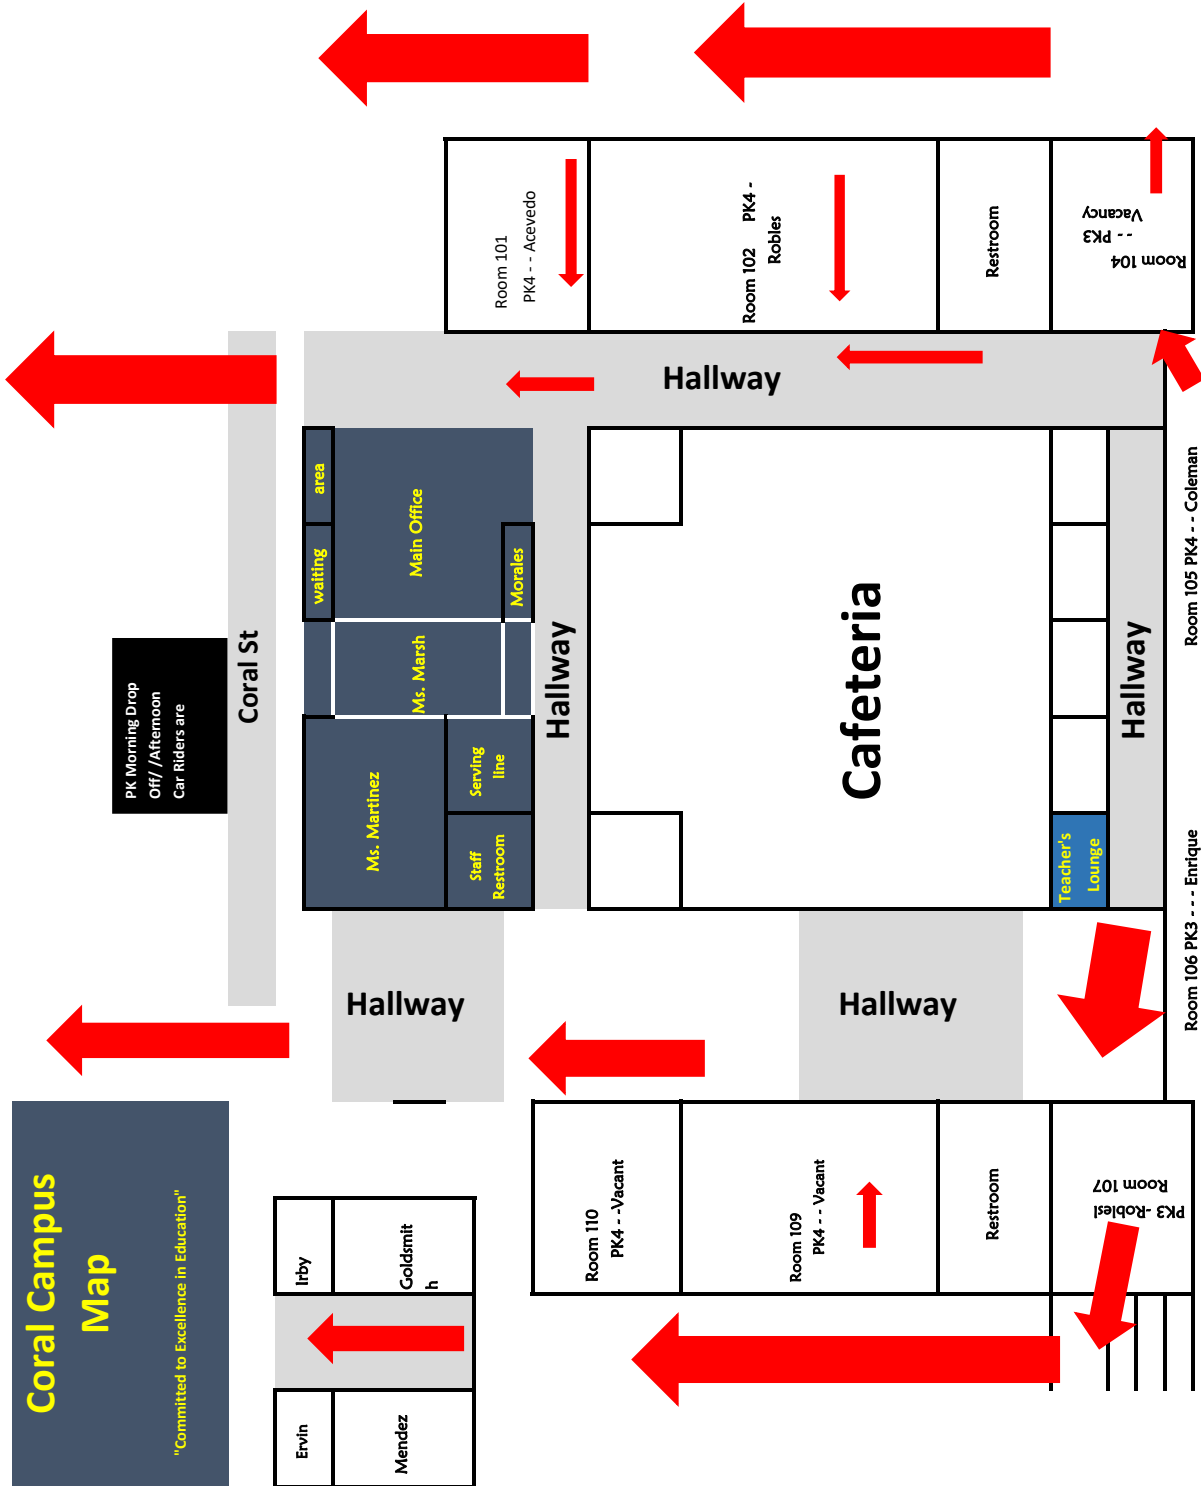 Coral Campus
Map
"Committed to Excellence in Education"
PK Morning Drop
Off/ /Afternoon
Car Riders are
Coral St
Room 101
PK4 - - Acevedo
Room 102 PK4 -
Robles
Restroom
Room 104
- - PK3
Vacancy
Hallway
waiting
area
Main Office
Morales
Ms. Marsh
Ms. Martinez
Serving
line
Staff
Restroom
Hallway
Cafeteria
Teacher's
Lounge
Hallway
Room 105 PK4 - - Coleman
Room 106 PK3 - - - Enrique
Hallway
Hallway
Irby
Goldsmit
h
Ervin
Mendez
Room 110
PK4 - -Vacant
Room 109
PK4 - - Vacant
Restroom
Room 107
PK3 -Roblesl